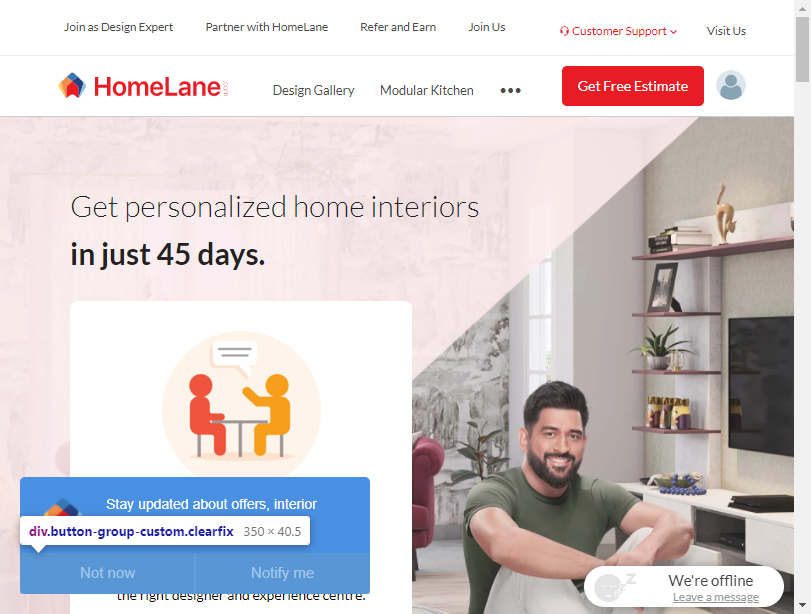 Join as Design Expert Partner with HomeLane Refer and Earn Join Us Customer Support Visit Us
HomeLane Design Gallery Modular Kitchen ••• Get Free Estimate
Get personalized home interiors
in just 45 days.
Stay updated about offers, interior
div.button-group-custom.clearfix 350 × 40.5
Not now Notify me
the right designer and experience centre.
We're offline
Leave a message